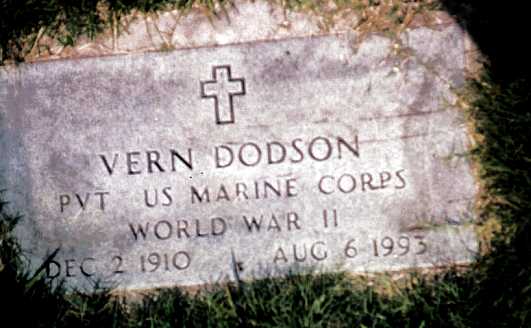 VERN DODSON
PVT US MARINE CORPS
WORLD WAR II
DEC 2 1910 AUG 6 1993